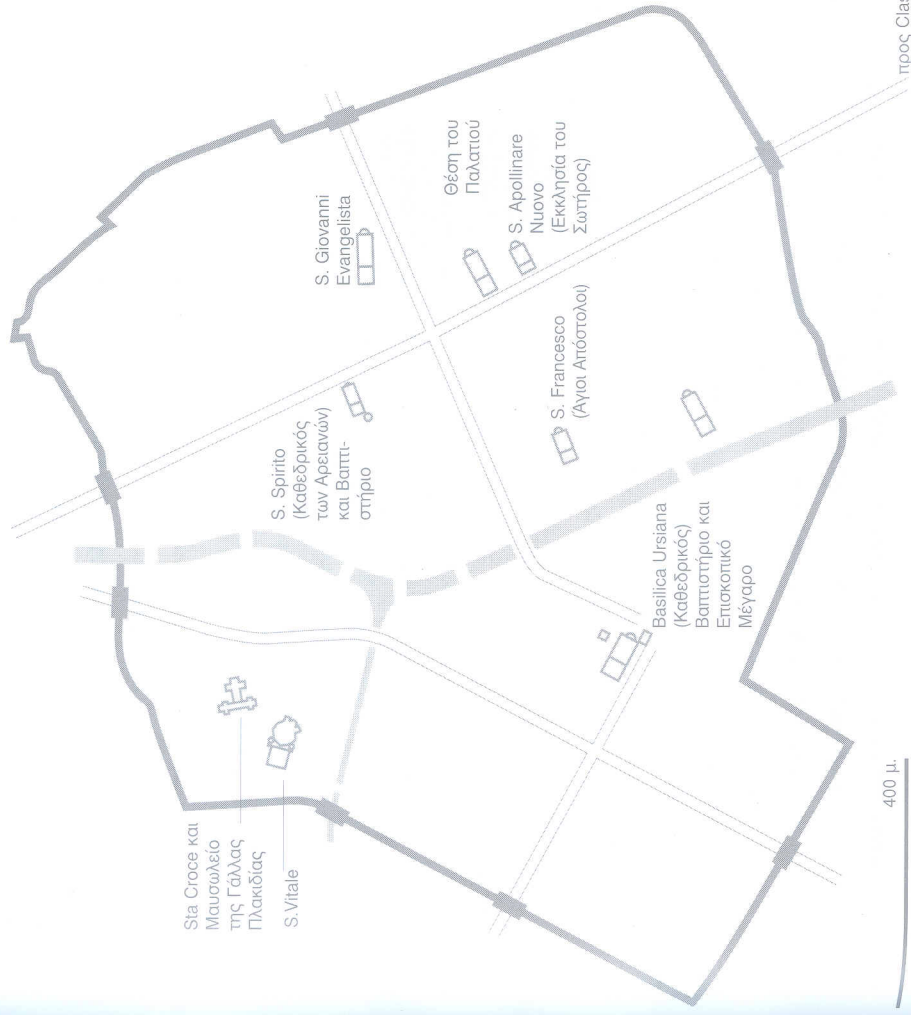 Sta Croce και
Μαυσωλείο
της Γάλλας
Πλακιδίας
S.Vitale
S. Spirito
(Καθεδρικός
των Αρειανών)
και Βαπτι-
στήριο
S. Giovanni
Evangelista
Θέση του
Παλατιού
S. Apollinare
Nuovo
(Εκκλησία του
Σωτήρος)
S. Francesco
(Άγιοι Απόστολοι)
Basilica Ursiana
(Καθεδρικός)
Βαπτιστήριο και
Επισκοπικό
Μέγαρο
προς
400 μ.